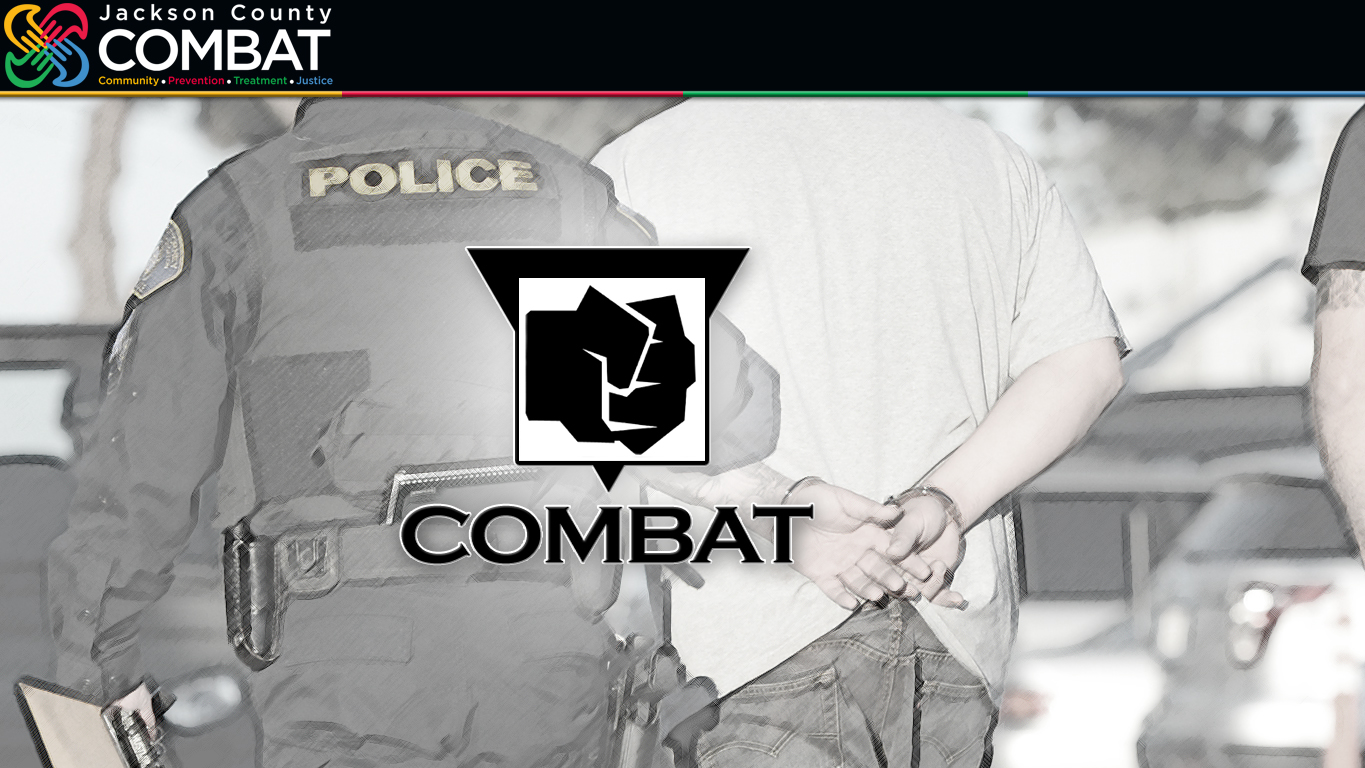 Jackson County
COMBAT
Community • Prevention • Treatment • Justice
POLICE
COMBAT